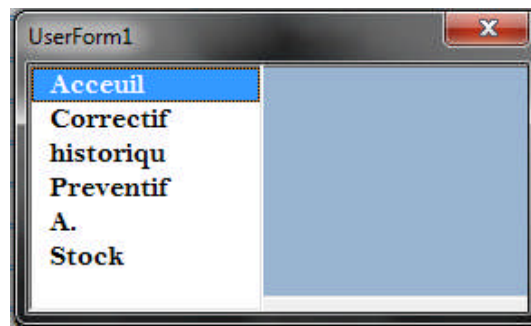 UserForm1
Acceuil
Correctif
historiqu
Preventif
A.
Stock